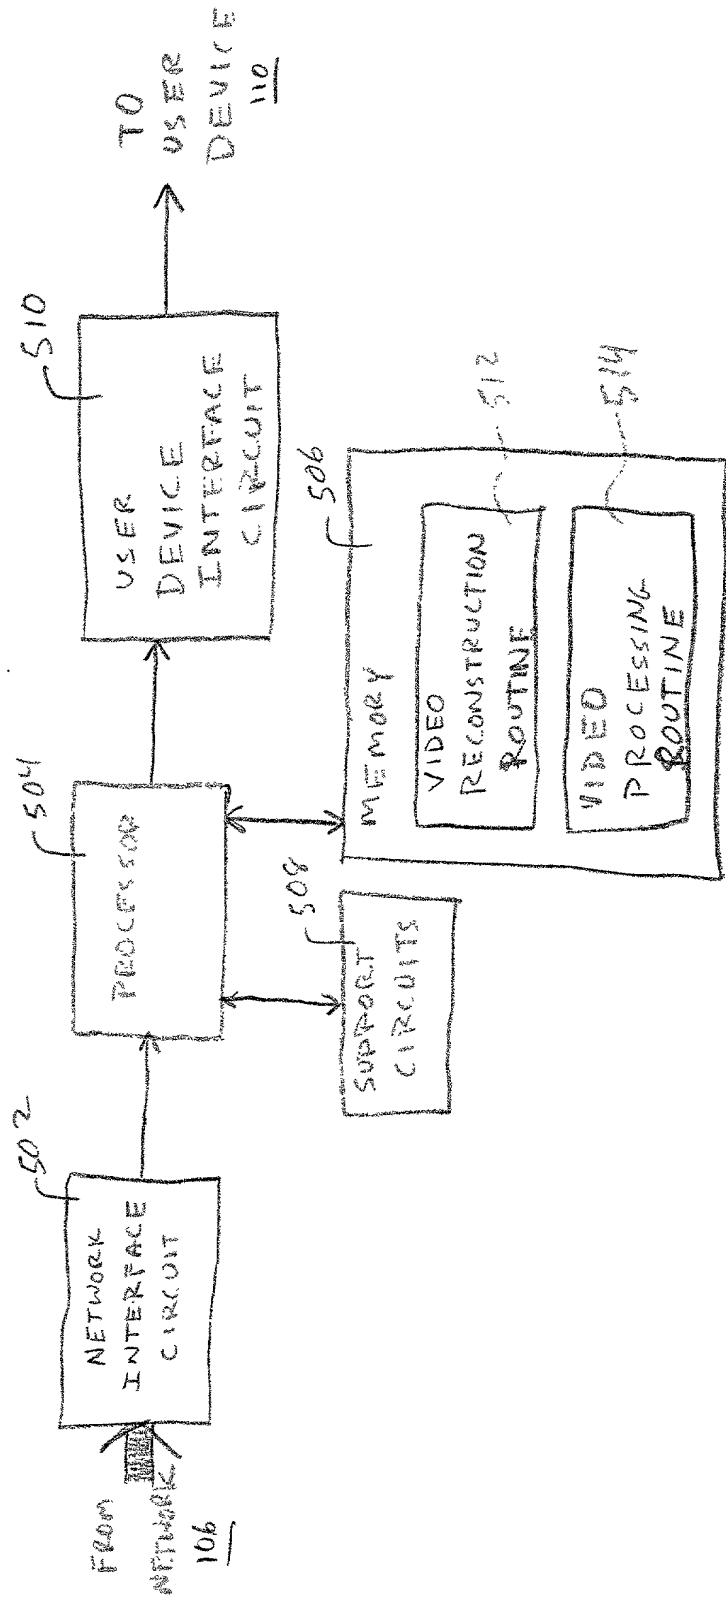 FROM
NETWORK
106
502
NETWORK
INTERFACE
CIRCUIT
504
PROCESSOR
510
USER
DEVICE
INTERFACE
CIRCUIT
TO
USER
DEVICE
110
508
SUPPORT
CIRCUITS
506
MEMORY
VIDEO
RECONSTRUCTION
ROUTINE
512
VIDEO
PROCESSING
ROUTINE
514